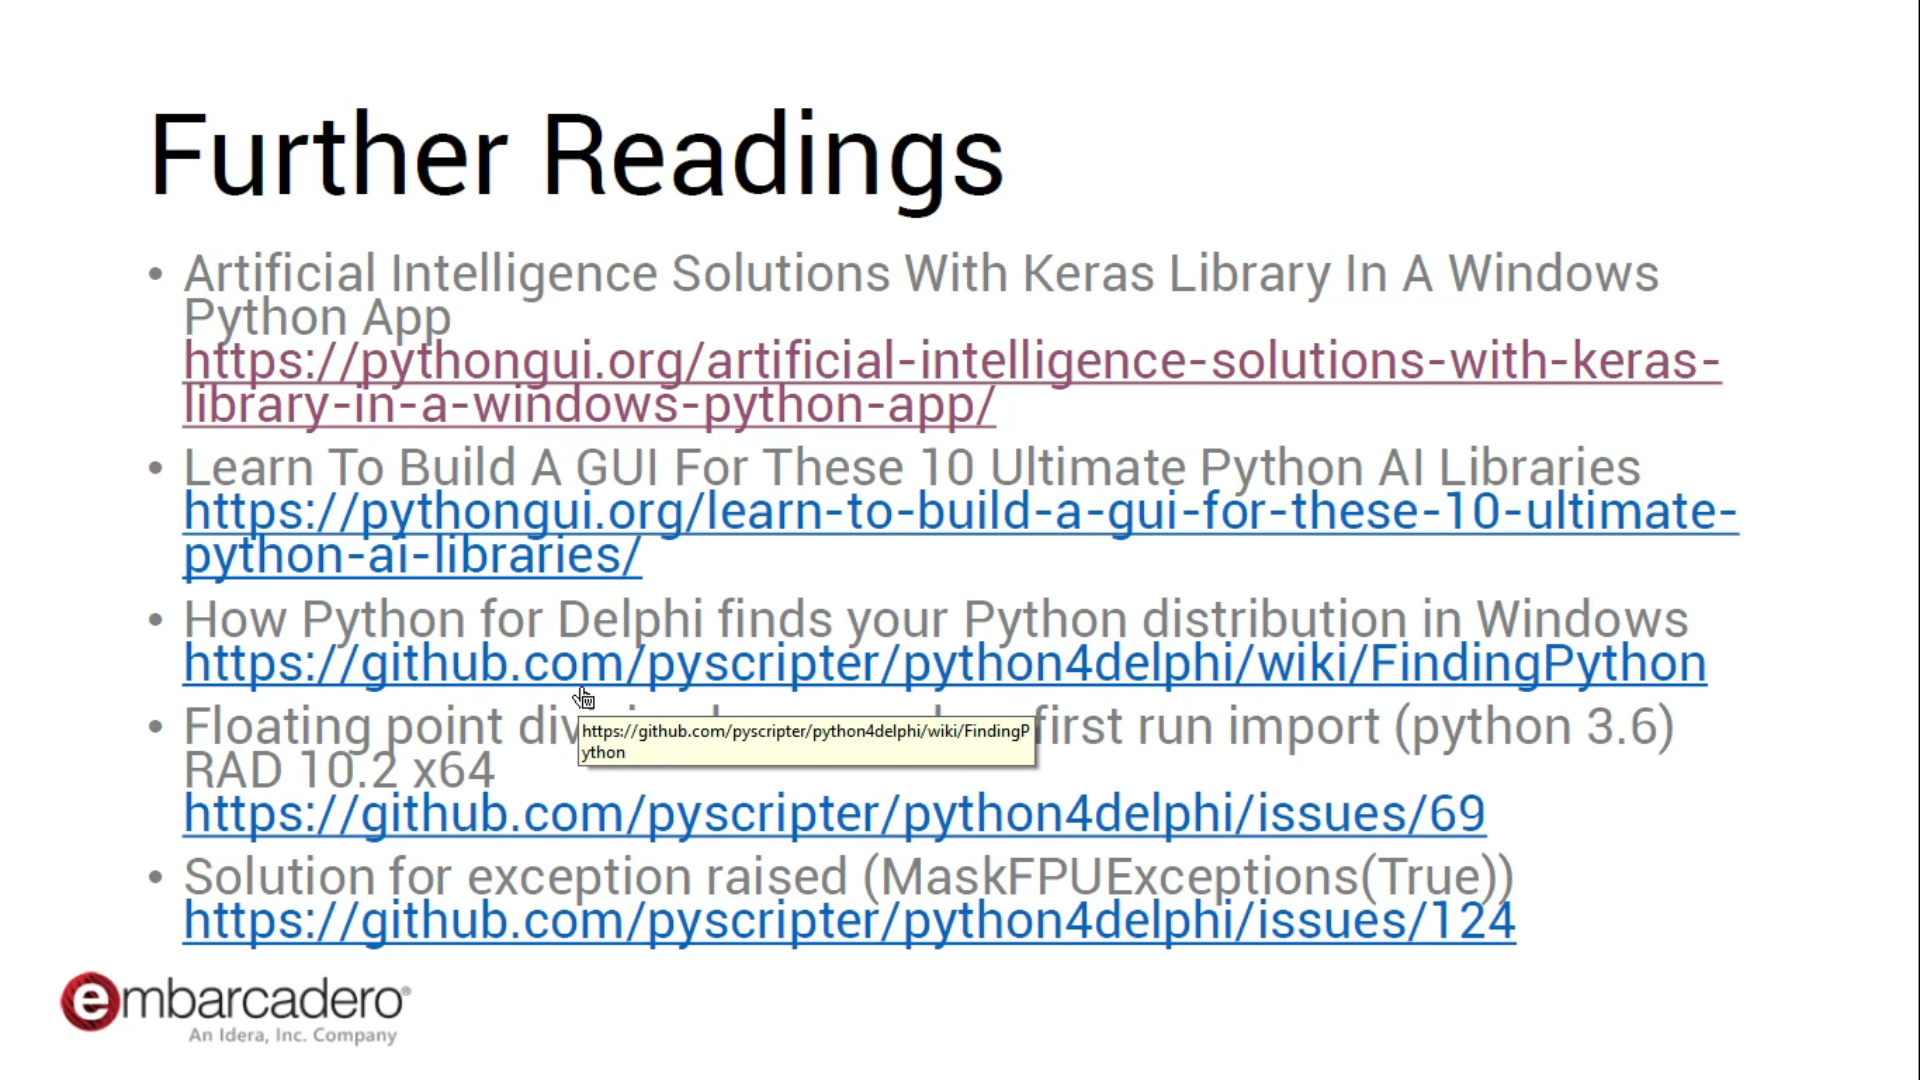 Further Readings
• Artificial Intelligence Solutions With Keras Library In A Windows
Python App
https://pythongui.org/artificial-intelligence-solutions-with-keras-
library-in-a-windows-python-app/
• Learn To Build A GUI For These 10 Ultimate Python AI Libraries
https://pythongui.org/learn-to-build-a-gui-for-these-10-ultimate-
python-ai-libraries/
• How Python for Delphi finds your Python distribution in Windows
https://github.com/pyscripter/python4delphi/wiki/FindingPython
• Floating point first run import (python 3.6)
https://github.com/pyscripter/python4delphi/wiki/FindingP
ython
RAD 10.2 x64
https://github.com/pyscripter/python4delphi/issues/69
• Solution for exception raised (MaskFPUExceptions(True))
https://github.com/pyscripter/python4delphi/issues/124
embarcadero®
An Idera, Inc. Company